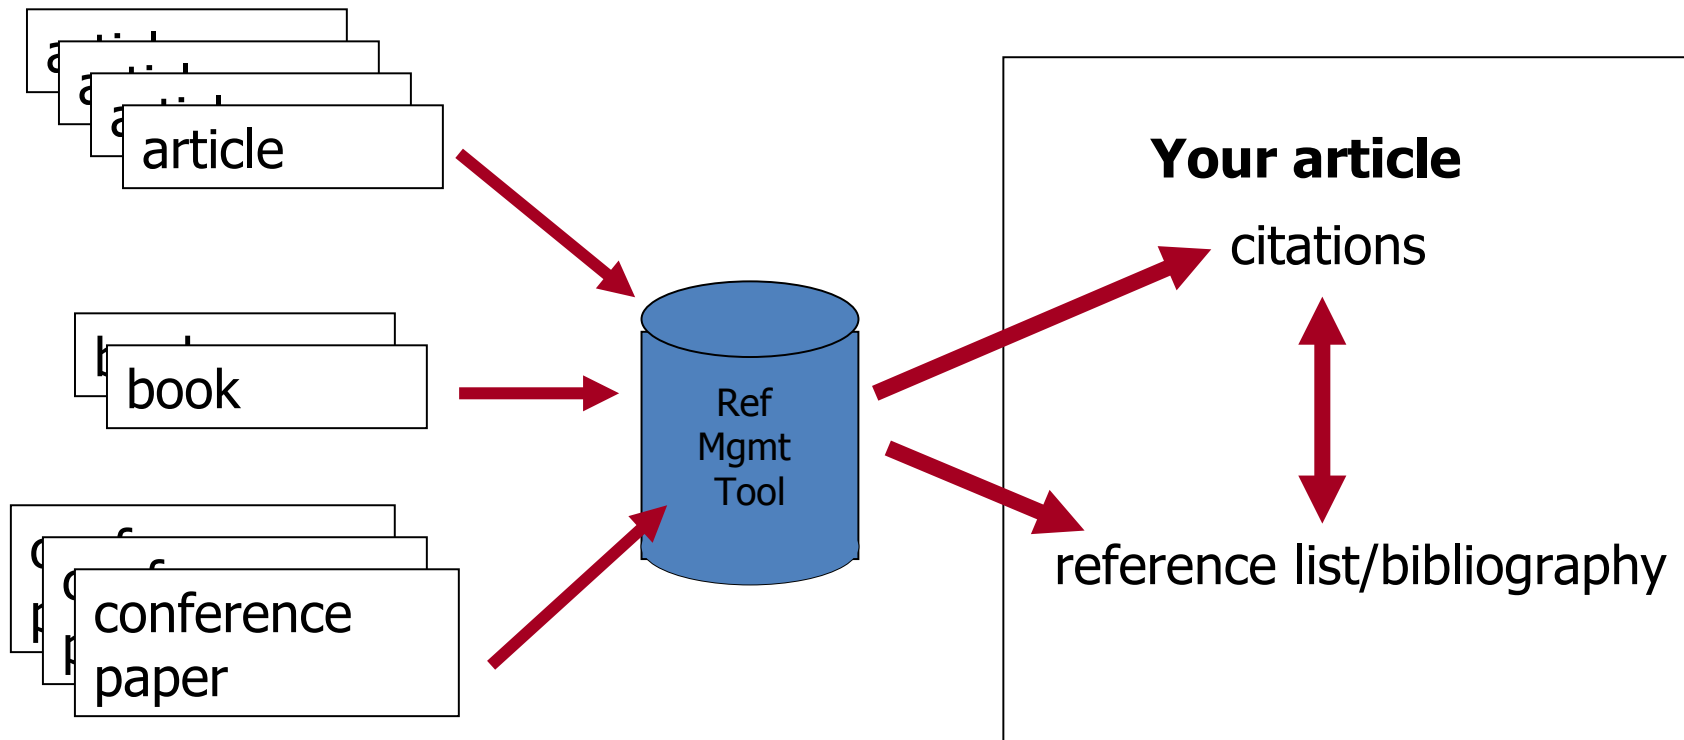 article
book
conference
paper
Ref
Mgmt
Tool
Your article
citations
reference list/bibliography